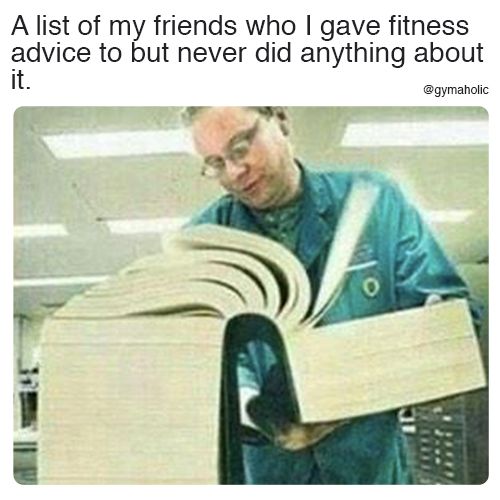 A list of my friends who I gave fitness
advice to but never did anything about
it.
@gymaholic